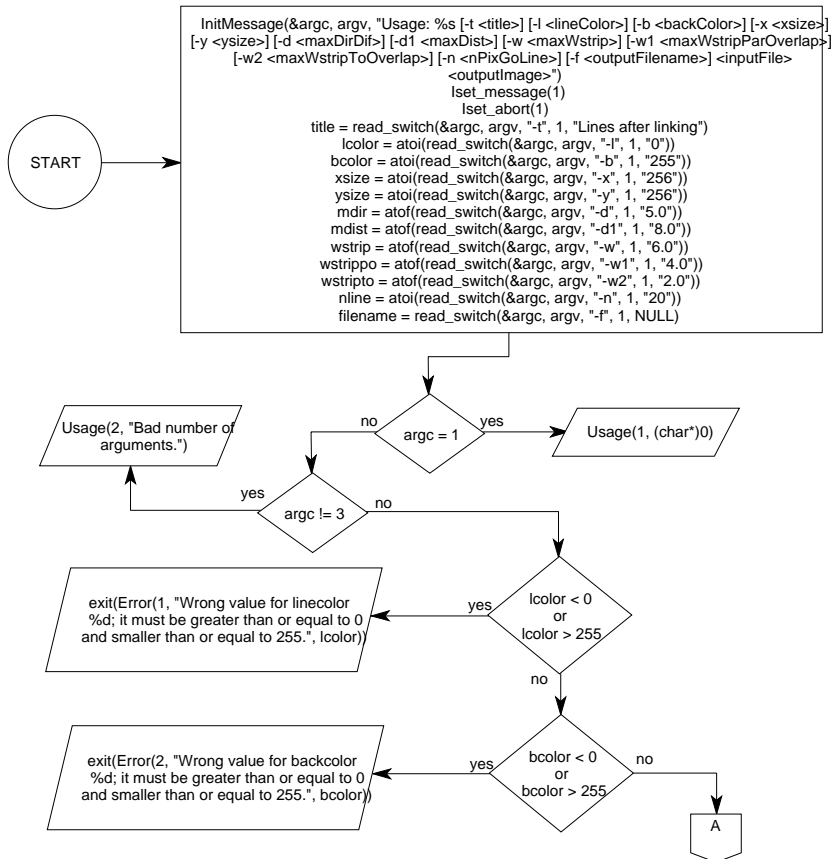 InitMessage(&argc, argv, "Usage: %s [-t <title>] [-l <lineColor>] [-b <backColor>] [-x <xsize>]
[-y <ysize>] [-d <maxDirDif>] [-d1 <maxDist>] [-w <maxWstrip>] [-w1 <maxWstripParOverlap>]
[-w2 <maxWstripToOverlap>] [-n <nPixGoLine>] [-f <outputFilename>] <inputFile>
<outputImage>")
Iset_message(1)
Iset_abort(1)
title = read_switch(&argc, argv, "-t", 1, "Lines after linking")
lcolor = atoi(read_switch(&argc, argv, "-l", 1, "0"))
bcolor = atoi(read_switch(&argc, argv, "-b", 1, "255"))
xsize = atoi(read_switch(&argc, argv, "-x", 1, "256"))
ysize = atoi(read_switch(&argc, argv, "-y", 1, "256"))
mdir = atof(read_switch(&argc, argv, "-d", 1, "5.0"))
mdist = atof(read_switch(&argc, argv, "-d1", 1, "8.0"))
wstrip = atof(read_switch(&argc, argv, "-w", 1, "6.0"))
wstrippo = atof(read_switch(&argc, argv, "-w1", 1, "4.0"))
wstripto = atof(read_switch(&argc, argv, "-w2", 1, "2.0"))
nline = atoi(read_switch(&argc, argv, "-n", 1, "20"))
filename = read_switch(&argc, argv, "-f", 1, NULL)
START
argc = 1
no
yes
Usage(1, (char*)0)
Usage(2, "Bad number of
arguments.")
argc != 3
yes
no
lcolor < 0
or
lcolor > 255
yes
exit(Error(1, "Wrong value for linecolor
%d; it must be greater than or equal to 0
and smaller than or equal to 255.", lcolor))
no
bcolor < 0
or
bcolor > 255
yes
exit(Error(2, "Wrong value for backcolor
%d; it must be greater than or equal to 0
and smaller than or equal to 255.", bcolor))
no
A